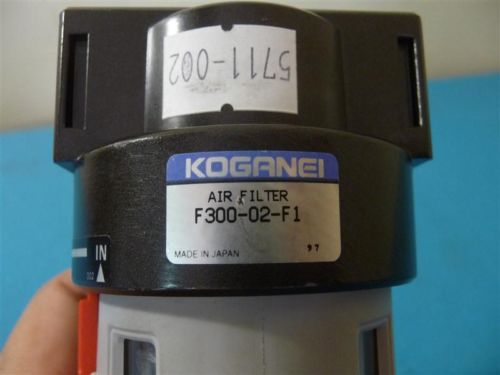 5711-002
KOGANEI
AIR FILTER
F300-02-F1
MADE IN JAPAN 97
IN